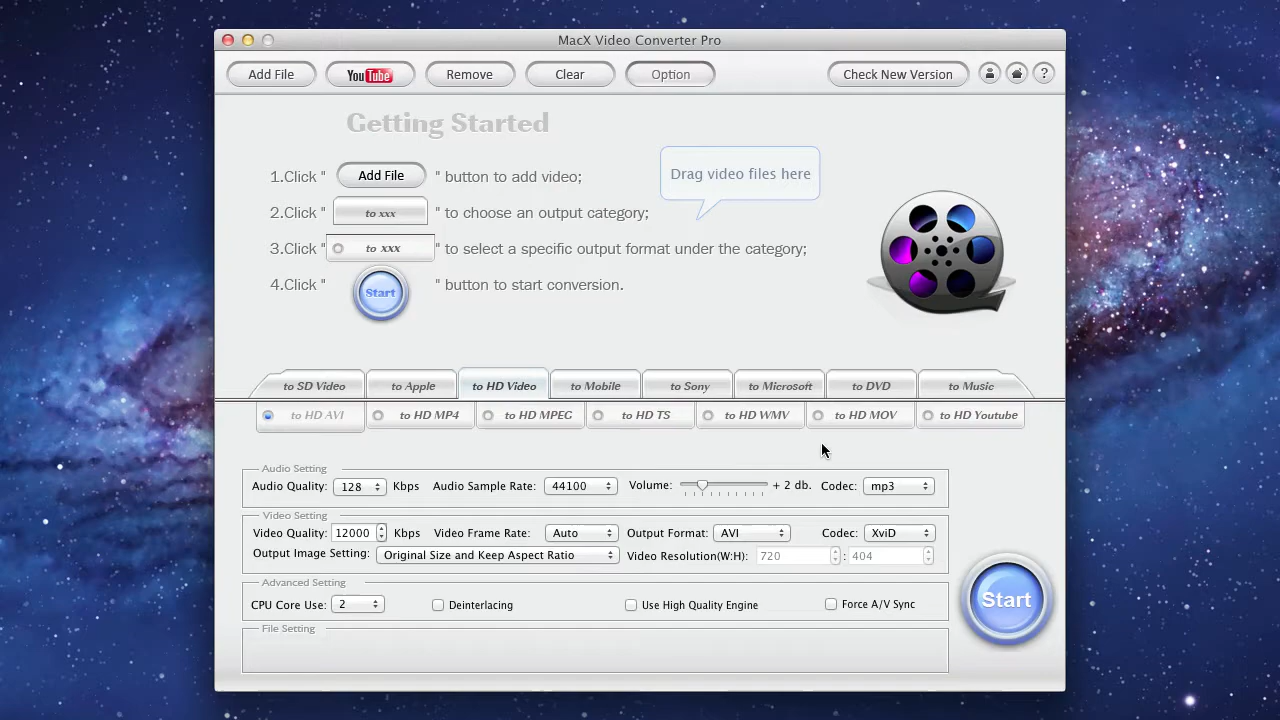 MacX Video Converter Pro
Add File YouTube Remove Clear Option Check New Version ?
Getting Started
1.Click " Add File " button to add video;
Drag video files here
2.Click " to xxx " to choose an output category;
3.Click " to xxx " to select a specific output format under the category;
4.Click " Start " button to start conversion.
to SD Video to Apple to HD Video to Mobile to Sony to Microsoft to DVD to Music
to HD AVI to HD MP4 to HD MPEC to HD TS to HD WMV to HD MOV to HD Youtube
Audio Setting
Audio Quality: 128 Kbps Audio Sample Rate: 44100 Volume: + 2 db. Codec: mp3
Video Setting
Video Quality: 12000 Kbps Video Frame Rate: Auto Output Format: AVI Codec: XviD
Output Image Setting: Original Size and Keep Aspect Ratio Video Resolution(W:H): 720 : 404
Advanced Setting
CPU Core Use: 2 Deinterlacing Use High Quality Engine Force A/V Sync
Start
File Setting